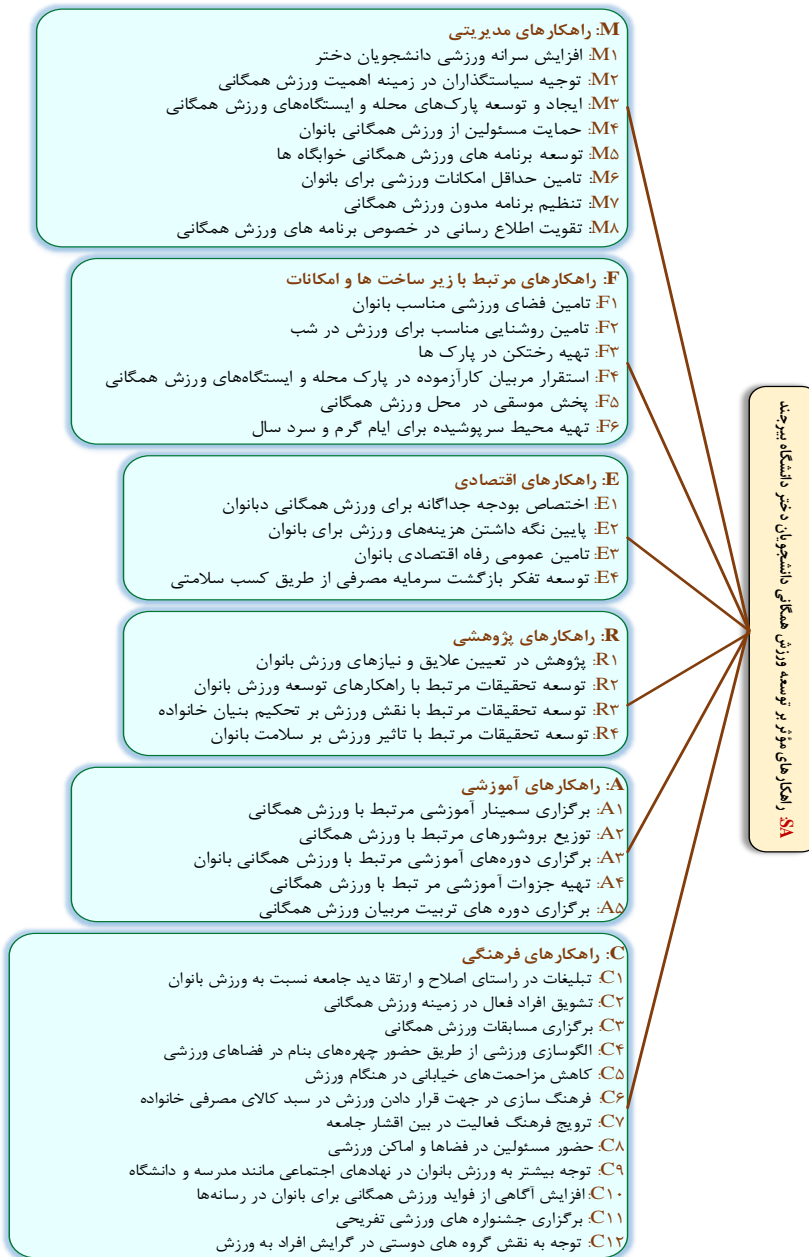 SA: راهکارهای مؤثر بر توسعه ورزش همگانی دانشجویان دختر دانشگاه بیرجند
M: راهکارهای مدیریتی
M۱: افزایش سرانه ورزشی دانشجویان دختر
M۲: توجیه سیاستگذاران در زمینه اهمیت ورزش همگانی
M۳: ایجاد و توسعه پارک‌های محله و ایستگاه‌های ورزش همگانی
M۴: حمایت مسئولین از ورزش همگانی بانوان
M۵: توسعه برنامه های ورزش همگانی خوابگاه ها
M۶: تامین حداقل امکانات ورزشی برای بانوان
M۷: تنظیم برنامه مدون ورزش همگانی
M۸: تقویت اطلاع رسانی در خصوص برنامه های ورزش همگانی
F: راهکارهای مرتبط با زیر ساخت ها و امکانات
F۱: تامین فضای ورزشی مناسب بانوان
F۲: تامین روشنایی مناسب برای ورزش در شب
F۳: تهیه رختکن در پارک ها
F۴: استقرار مربیان کارآزموده در پارک محله و ایستگاه‌های ورزش همگانی
F۵: پخش موسقی در محل ورزش همگانی
F۶: تهیه محیط سرپوشیده برای ایام گرم و سرد سال
E: راهکارهای اقتصادی
E۱: اختصاص بودجه جداگانه برای ورزش همگانی دبانوان
E۲: پایین نگه داشتن هزینه‌های ورزش برای بانوان
E۳: تامین عمومی رفاه اقتصادی بانوان
E۴: توسعه تفکر بازگشت سرمایه مصرفی از طریق کسب سلامتی
R: راهکارهای پژوهشی
R۱: پژوهش در تعیین علایق و نیازهای ورزش بانوان
R۲: توسعه تحقیقات مرتبط با راهکارهای توسعه ورزش بانوان
R۳: توسعه تحقیقات مرتبط با نقش ورزش بر تحکیم بنیان خانواده
R۴: توسعه تحقیقات مرتبط با تاثیر ورزش بر سلامت بانوان
A: راهکارهای آموزشی
A۱: برگزاری سمینار آموزشی مرتبط با ورزش همگانی
A۲: توزیع بروشورهای مرتبط با ورزش همگانی
A۳: برگزاری دوره‌های آموزشی مرتبط با ورزش همگانی بانوان
A۴: تهیه جزوات آموزشی مر تبط با ورزش همگانی
A۵: برگزاری دوره های تربیت مربیان ورزش همگانی
C: راهکارهای فرهنگی
C۱: تبلیغات در راستای اصلاح و ارتقا دید جامعه نسبت به ورزش بانوان
C۲: تشویق افراد فعال در زمینه ورزش همگانی
C۳: برگزاری مسابقات ورزش همگانی
C۴: الگوسازی ورزشی از طریق حضور چهره‌های بنام در فضاهای ورزشی
C۵: کاهش مزاحمت‌های خیابانی در هنگام ورزش
C۶: فرهنگ سازی در جهت قرار دادن ورزش در سبد کالای مصرفی خانواده
C۷: ترویج فرهنگ فعالیت در بین اقشار جامعه
C۸: حضور مسئولین در فضاها و اماکن ورزشی
C۹: توجه بیشتر به ورزش بانوان در نهادهای اجتماعی مانند مدرسه و دانشگاه
C۱۰: افزایش آگاهی از فواید ورزش همگانی برای بانوان در رسانه‌ها
C۱۱: برگزاری جشنواره های ورزشی تفریحی
C۱۲: توجه به نقش گروه های دوستی در گرایش افراد به ورزش